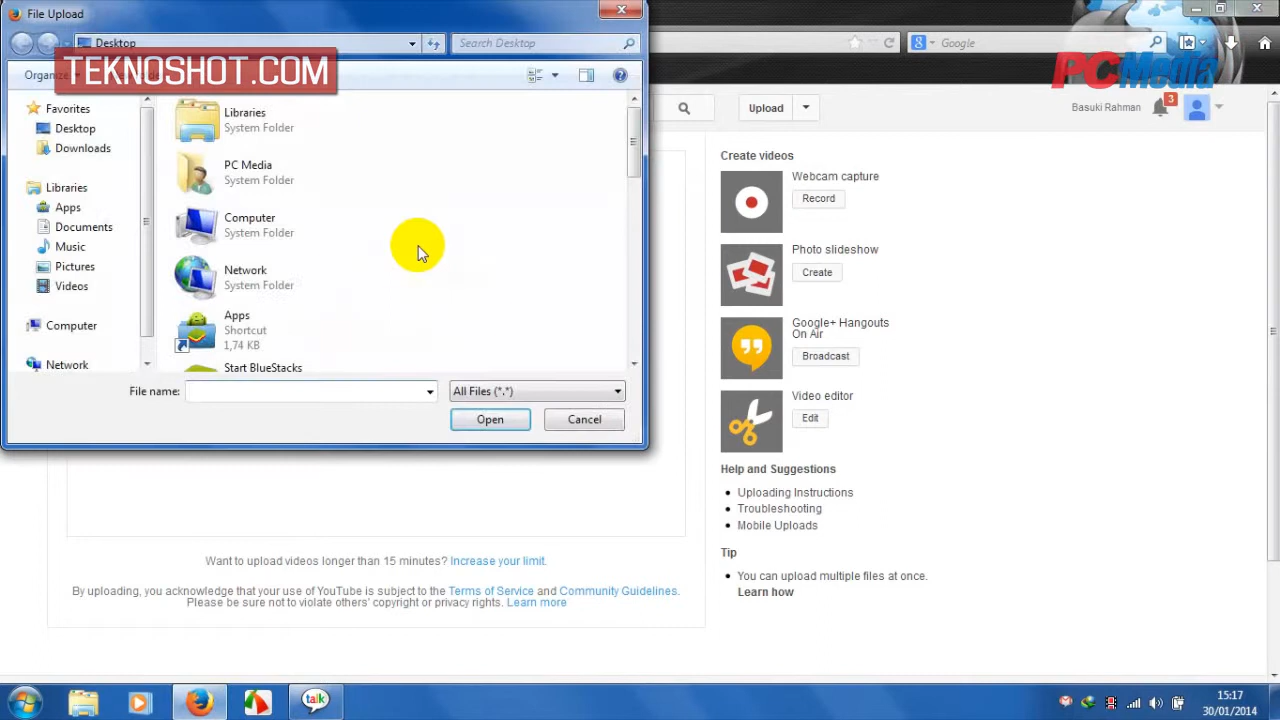 File Upload
Desktop
Search Desktop
TEKNOSHOT.COM
Organize
Favorites
Desktop
Downloads
Libraries
Apps
Documents
Music
Pictures
Videos
Computer
Network
Libraries
System Folder
PC Media
System Folder
Computer
System Folder
Network
System Folder
Apps
Shortcut
1,74 KB
Start BlueStacks
File name:
All Files (*.*)
Open
Cancel
Google
PCMedia
Upload
Basuki Rahman
3
Create videos
Webcam capture
Record
Photo slideshow
Create
Google+ Hangouts
On Air
Broadcast
Video editor
Edit
Help and Suggestions
Uploading Instructions
Troubleshooting
Mobile Uploads
Tip
You can upload multiple files at once.
Learn how
Want to upload videos longer than 15 minutes? Increase your limit.
By uploading, you acknowledge that your use of YouTube is subject to the Terms of Service and Community Guidelines.
Please be sure not to violate others' copyright or privacy rights. Learn more
talk
15:17
30/01/2014